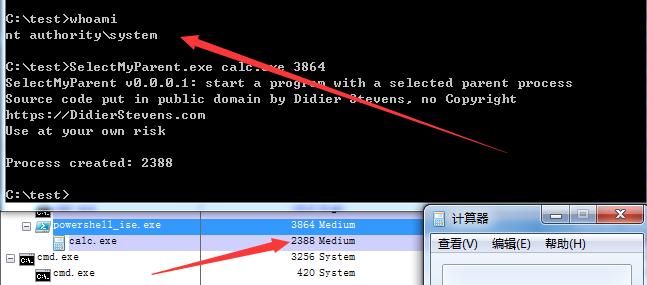 C:\test>whoami
nt authority\system
C:\test>SelectMyParent.exe calc.exe 3864
SelectMyParent v0.0.0.1: start a program with a selected parent process
Source code put in public domain by Didier Stevens, no Copyright
https://DidierStevens.com
Use at your own risk
Process created: 2388
C:\test>
powershell_ise.exe 3864 Medium
calc.exe 2388 Medium
cmd.exe 3256 System
cmd.exe 420 System
计算器
查看(V) 编辑(E) 帮助(H)